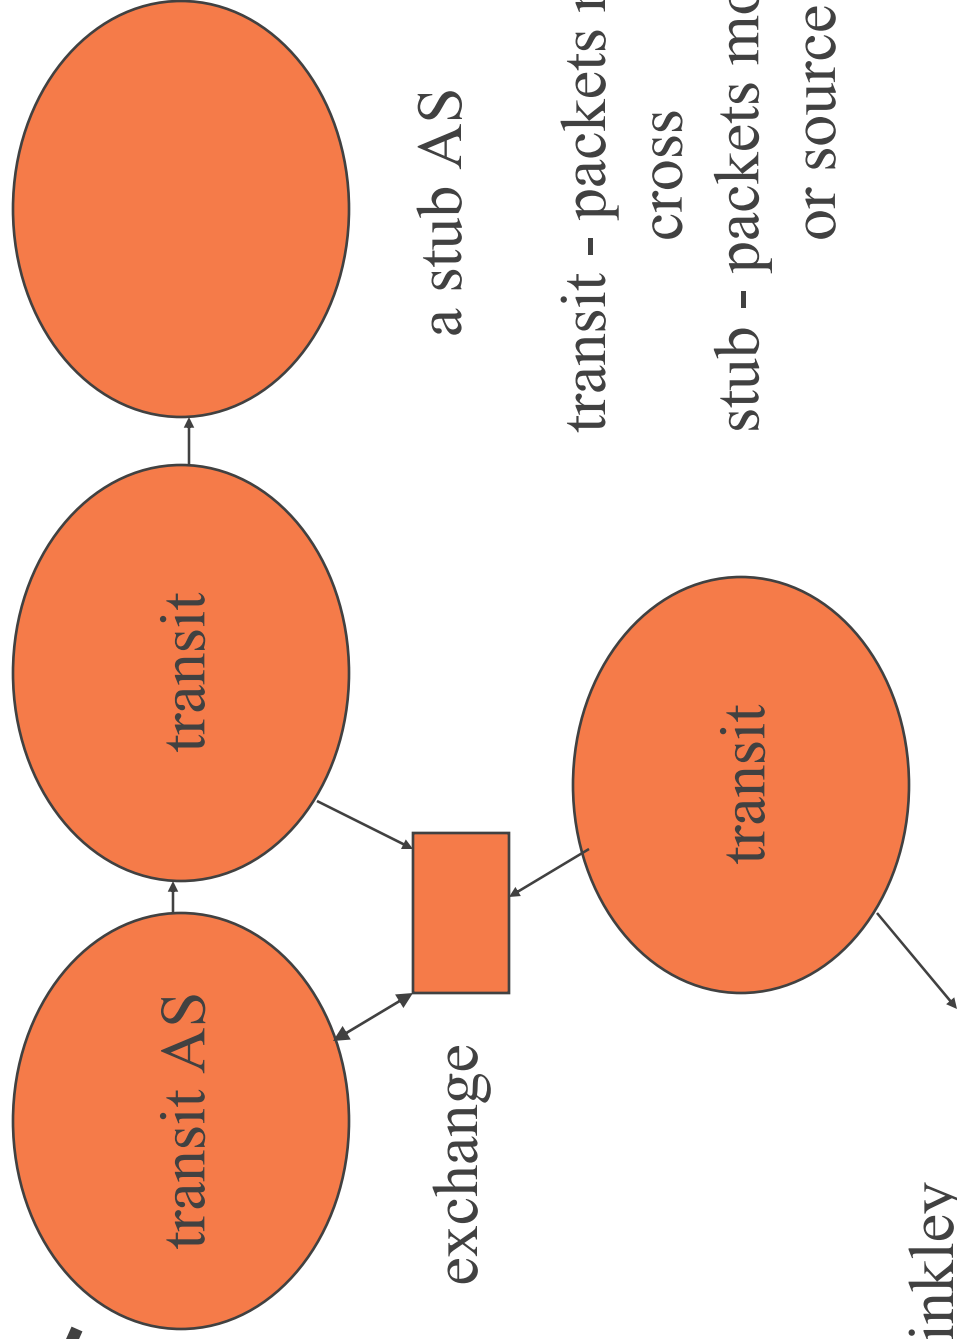 transit AS
transit
exchange
a stub AS
transit
transit - packets
cross
stub - packets
or source